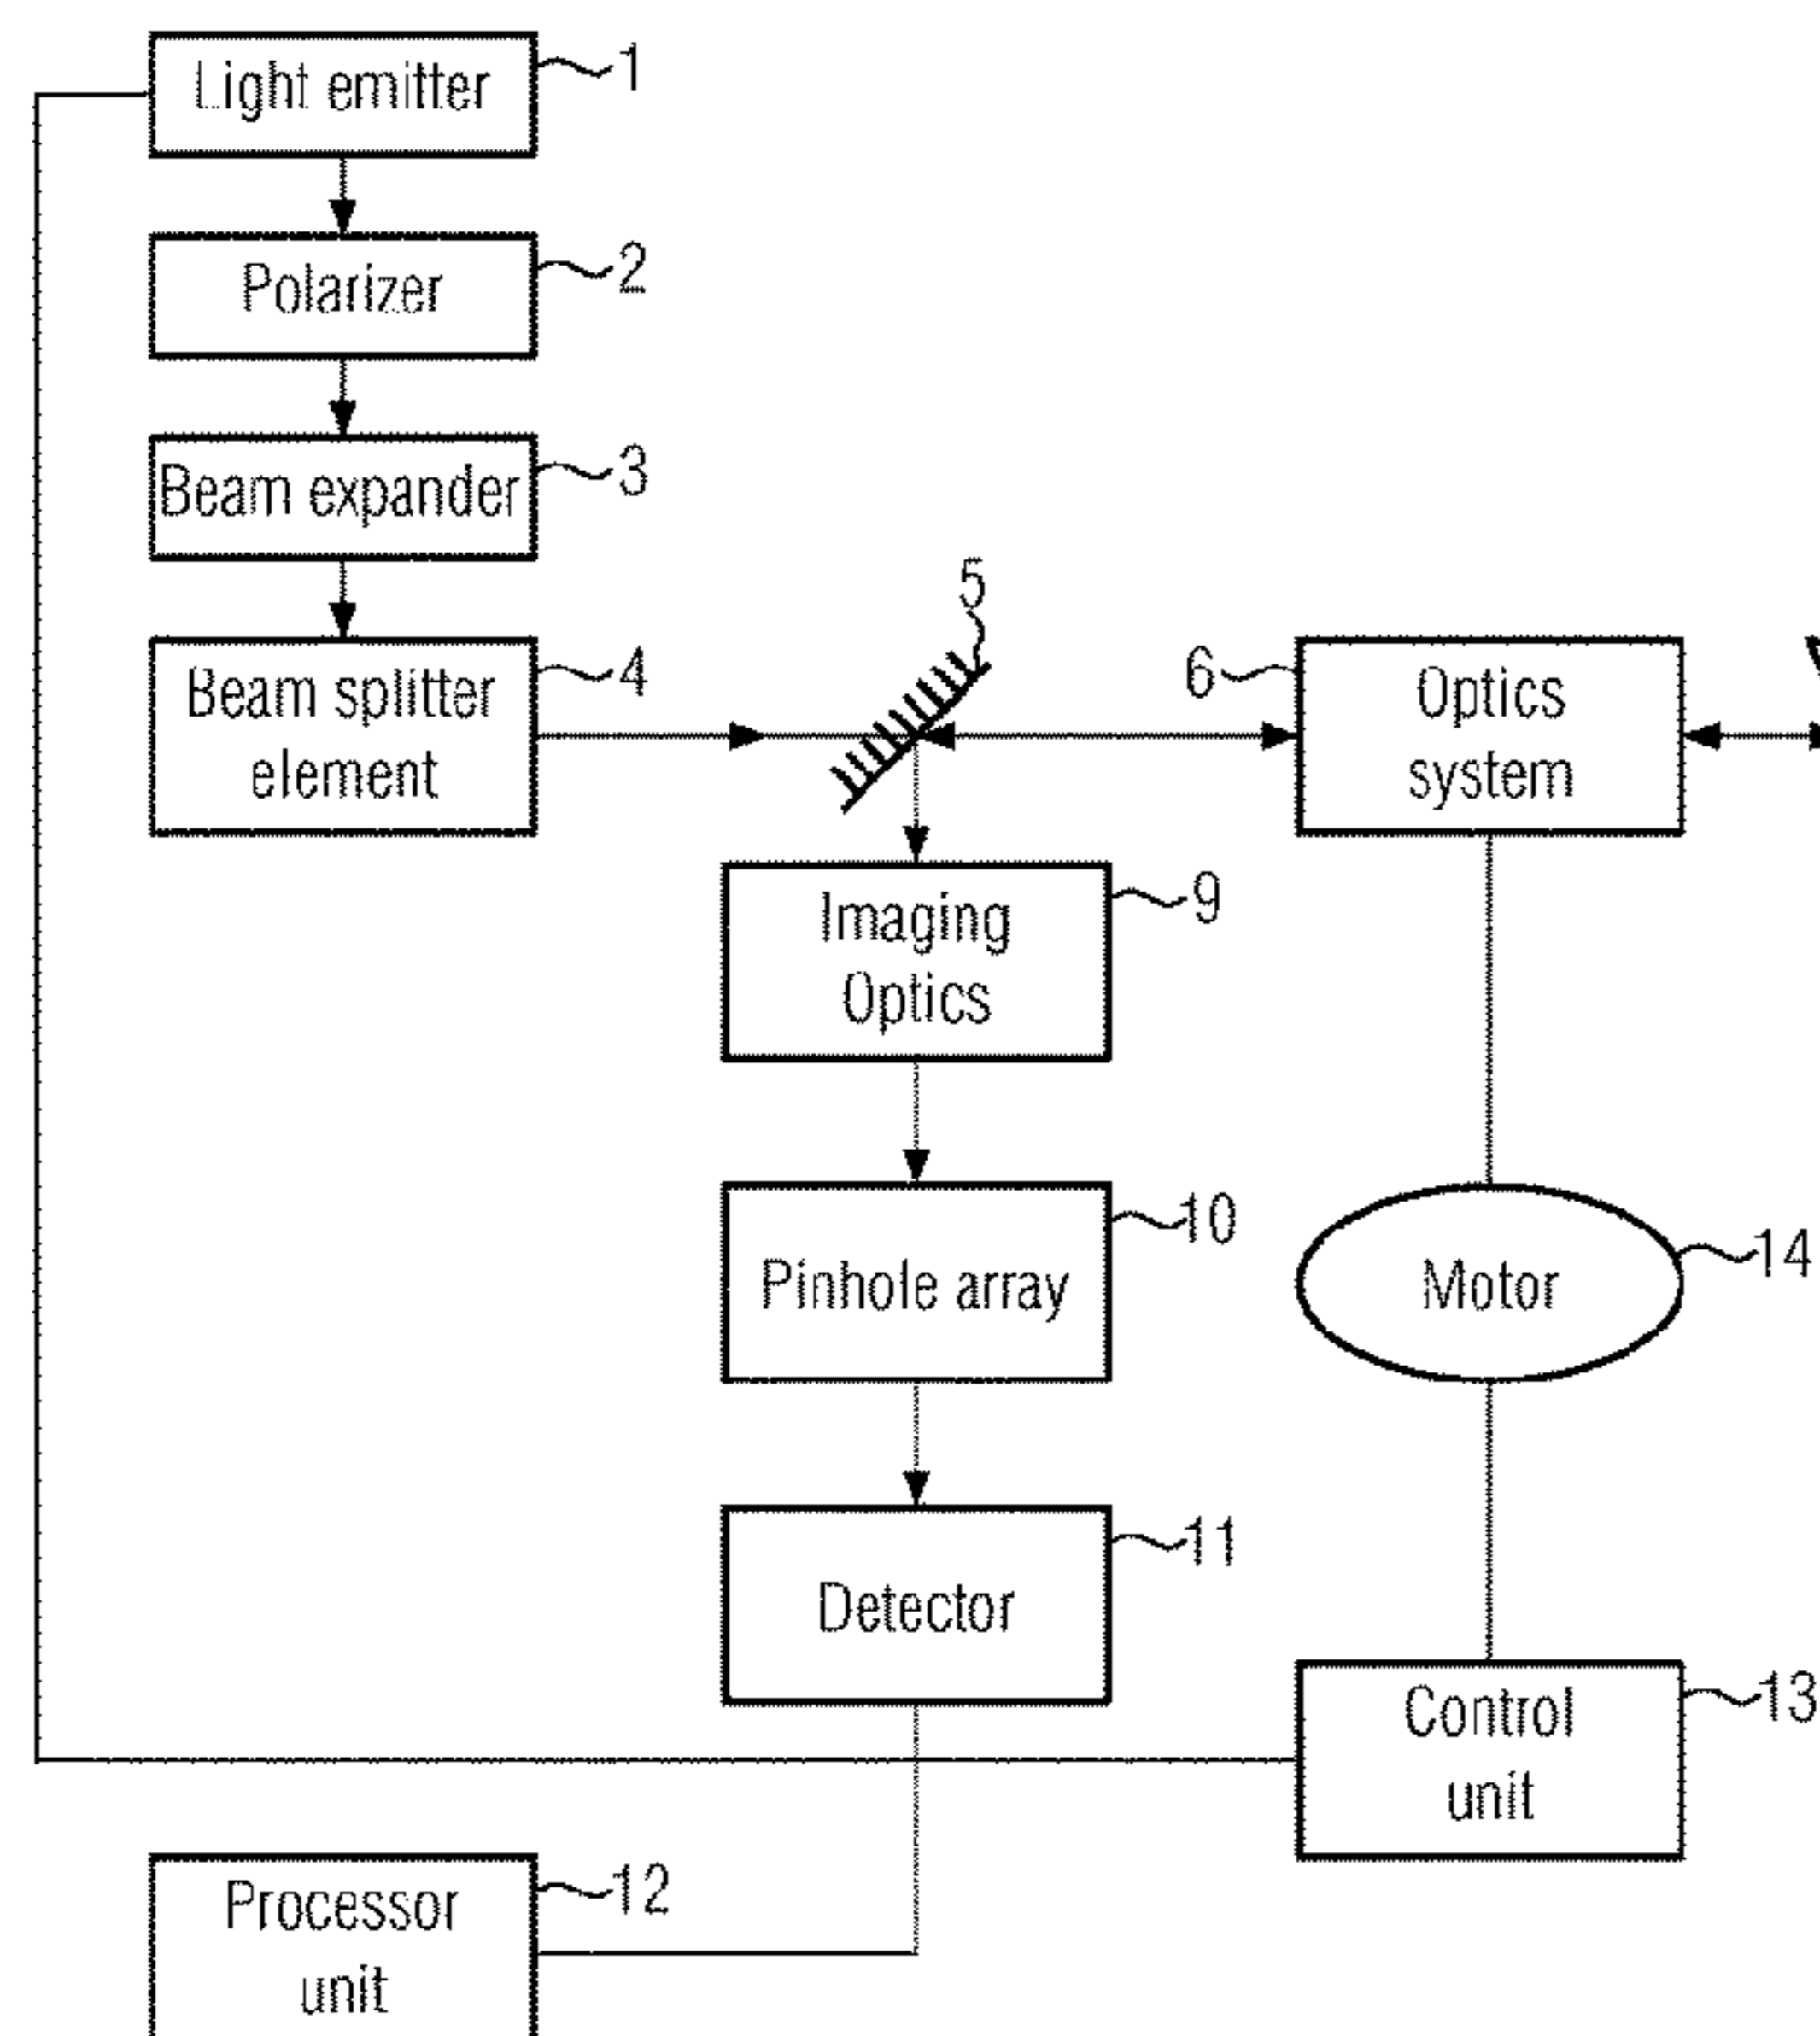 Light emitter
1
Polarizer
2
Beam expander
3
Beam splitter
element
4
5
6
Optics
system
Imaging
Optics
9
Pinhole array
10
Motor
14
Detector
11
Control
unit
13
Processor
unit
12